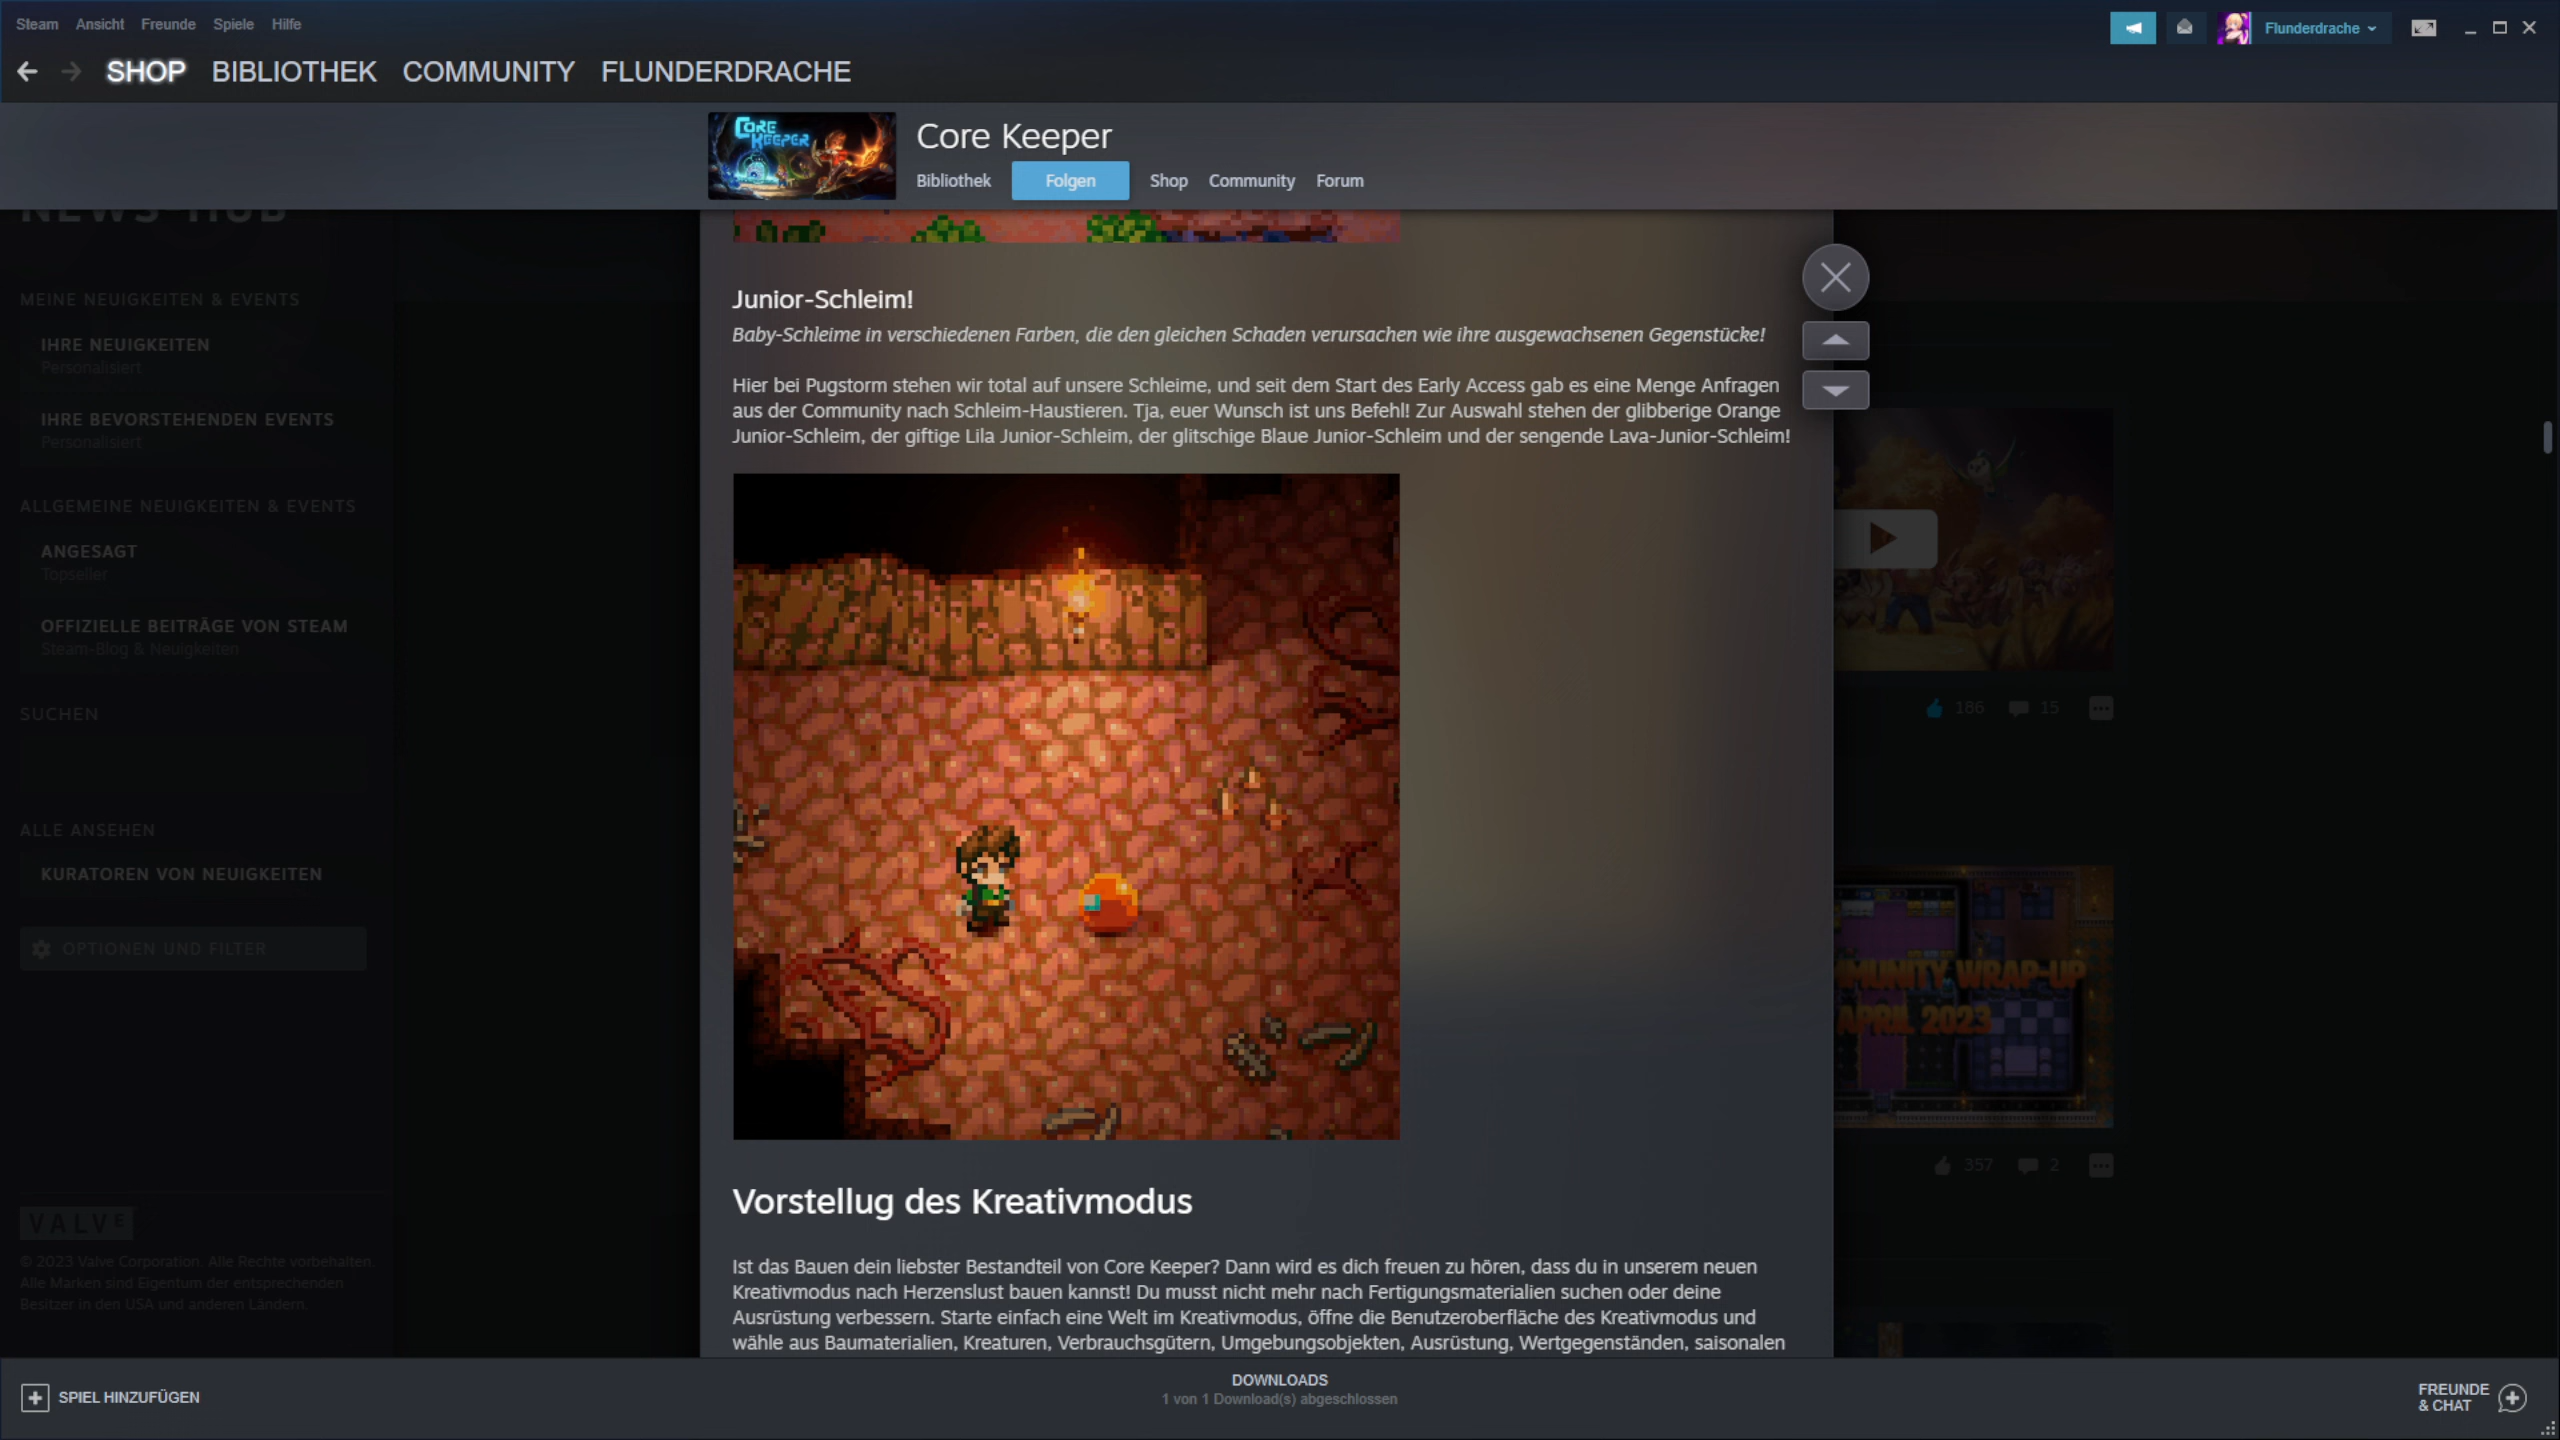 Steam Ansicht Freunde Spiele Hilfe
Flunderdrache
SHOP BIBLIOTHEK COMMUNITY FLUNDERDRACHE
CORE KEEPER
Core Keeper
Bibliothek Folgen Shop Community Forum
NEWS-HUB
MEINE NEUIGKEITEN & EVENTS
IHRE NEUIGKEITEN
Personalisiert
IHRE BEVORSTEHENDEN EVENTS
Personalisiert
ALLGEMEINE NEUIGKEITEN & EVENTS
ANGESAGT
Topseller
OFFIZIELLE BEITRÄGE VON STEAM
Steam-Blog & Neuigkeiten
SUCHEN
ALLE ANSEHEN
KURATOREN VON NEUIGKEITEN
OPTIONEN UND FILTER
VALVE
© 2023 Valve Corporation. Alle Rechte vorbehalten.
Alle Marken sind Eigentum der entsprechenden
Besitzer in den USA und anderen Ländern.
Junior-Schleim!
Baby-Schleime in verschiedenen Farben, die den gleichen Schaden verursachen wie ihre ausgewachsenen Gegenstücke!
Hier bei Pugstorm stehen wir total auf unsere Schleime, und seit dem Start des Early Access gab es eine Menge Anfragen
aus der Community nach Schleim-Haustieren. Tja, euer Wunsch ist uns Befehl! Zur Auswahl stehen der glibberige Orange
Junior-Schleim, der giftige Lila Junior-Schleim, der glitschige Blaue Junior-Schleim und der sengende Lava-Junior-Schleim!
Vorstellug des Kreativmodus
Ist das Bauen dein liebster Bestandteil von Core Keeper? Dann wird es dich freuen zu hören, dass du in unserem neuen
Kreativmodus nach Herzenslust bauen kannst! Du musst nicht mehr nach Fertigungsmaterialien suchen oder deine
Ausrüstung verbessern. Starte einfach eine Welt im Kreativmodus, öffne die Benutzeroberfläche des Kreativmodus und
wähle aus Baumaterialien, Kreaturen, Verbrauchsgütern, Umgebungsobjekten, Ausrüstung, Wertgegenständen, saisonalen
186 15
MUNITY WRAP-UP
APRIL 2023
357 2
SPIEL HINZUFÜGEN
DOWNLOADS
1 von 1 Download(s) abgeschlossen
FREUNDE
& CHAT